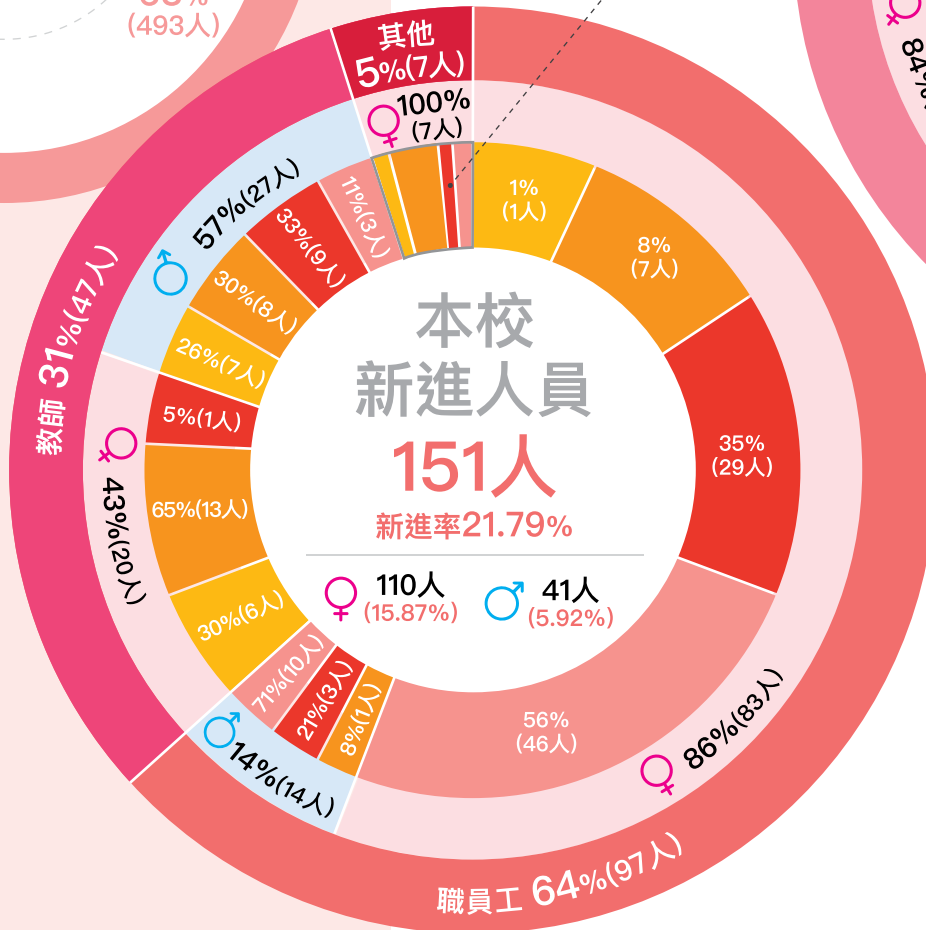 (493人)
84%
其他
5%(7人)
100%
(7人)
1%
(1人)
8%
(7人)
35%
(29人)
56%
(46人)
86%(83人)
職員工 64%(97人)
8%(1人)
21%(3人)
71%(10人)
14%(14人)
30%(6人)
65%(13人)
5%(1人)
43%(20人)
教師 31%(47人)
26%(7人)
30%(8人)
33%(9人)
11%(3人)
57%(27人)
本校
新進人員
151人
新進率21.79%
110人
(15.87%)
41人
(5.92%)